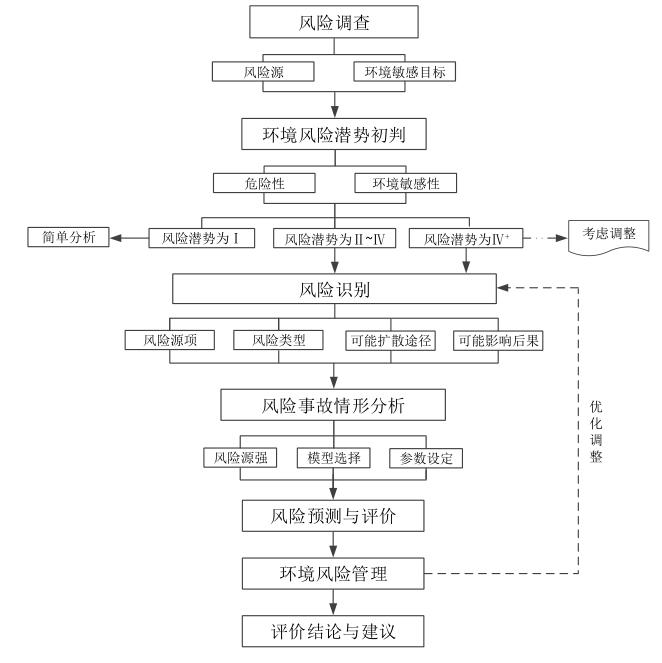 风险调查
风险源
环境敏感目标
环境风险潜势初判
危险性
环境敏感性
简单分析
风险潜势为Ⅰ
风险潜势为Ⅱ~Ⅳ
风险潜势为Ⅳ⁺
考虑调整
风险识别
风险源项
风险类型
可能扩散途径
可能影响后果
风险事故情形分析
优化调整
风险源强
模型选择
参数设定
风险预测与评价
环境风险管理
评价结论与建议